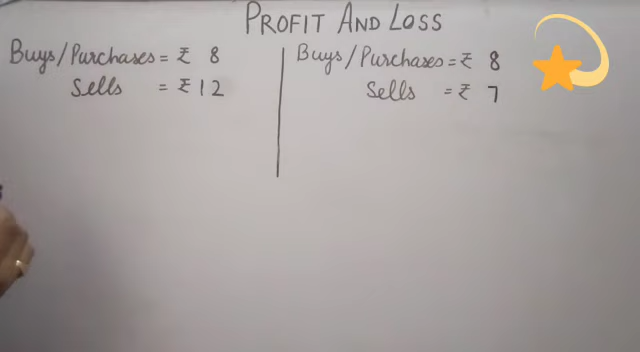 PROFIT AND LOSS
Buys/Purchases = ₹ 8
Sells = ₹ 12
Buys/Purchases = ₹ 8
Sells = ₹ 7